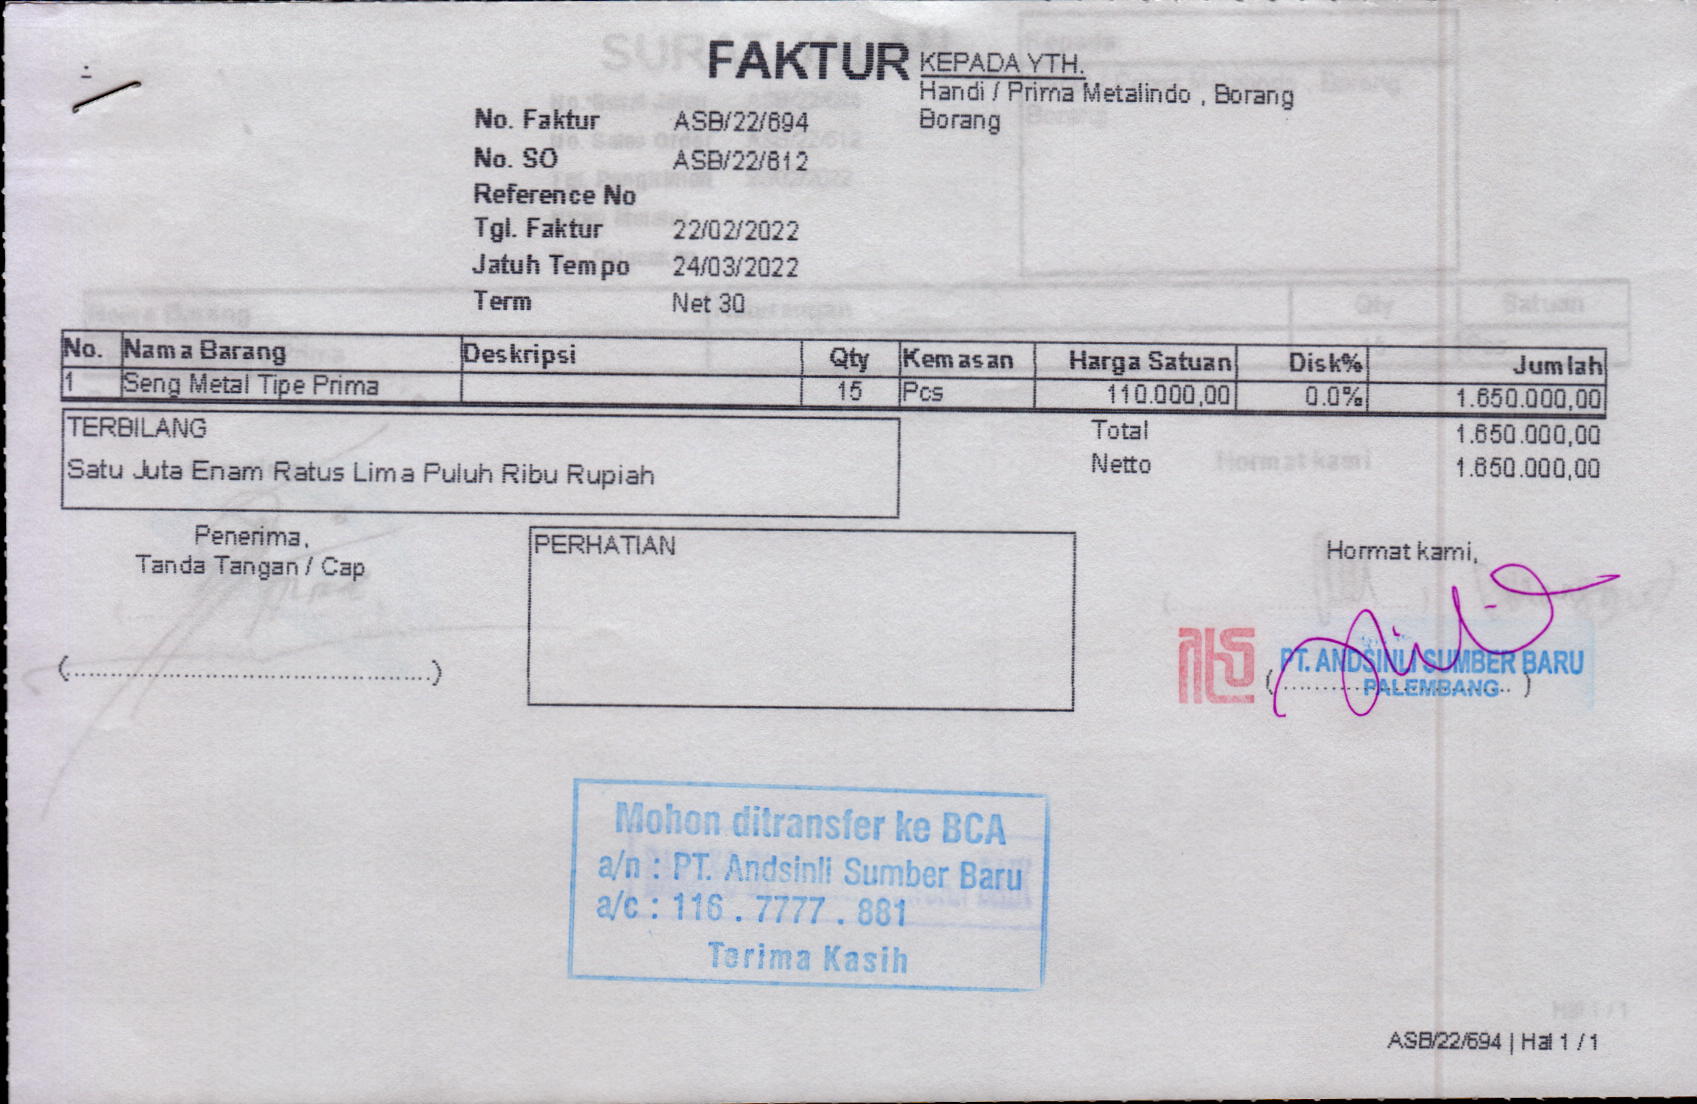 FAKTUR
KEPADA YTH.
Handi / Prima Metalindo , Borang
Borang
No. Faktur ASB/22/694
No. SO ASB/22/612
Reference No
Tgl. Faktur 22/02/2022
Jatuh Tempo 24/03/2022
Term Net 30
No. Nama Barang Deskripsi Qty Kemasan Harga Satuan Disk% Jumlah
1 Seng Metal Tipe Prima 15 Pcs 110.000,00 0.0% 1.650.000,00
TERBILANG
Satu Juta Enam Ratus Lima Puluh Ribu Rupiah
Total 1.650.000,00
Netto 1.650.000,00
Penerima,
Tanda Tangan / Cap
(................................................)
PERHATIAN
Hormat kami,
PT. ANDSINLI SUMBER BARU
PALEMBANG
Mohon ditransfer ke BCA
a/n : PT. Andsinli Sumber Baru
a/c : 116 . 7777 . 881
Terima Kasih
ASB/22/694 | Hal 1 / 1